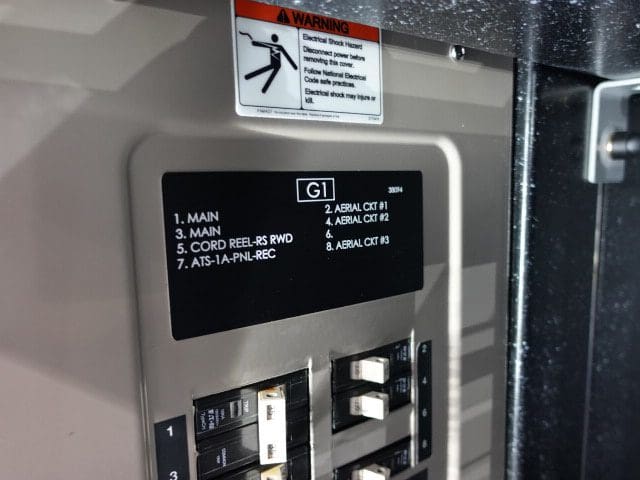 WARNING
Electrical Shock Hazard
Disconnect power before
removing this cover.
Follow National Electrical
Code safe practices.
Electrical shock may injure or
kill.
G1
38094
1. MAIN
3. MAIN
5. CORD REEL-RS RWD
7. ATS-1A-PNL-REC
2. AERIAL CKT #1
4. AERIAL CKT #2
6.
8. AERIAL CKT #3
1
3
2
4
6
8